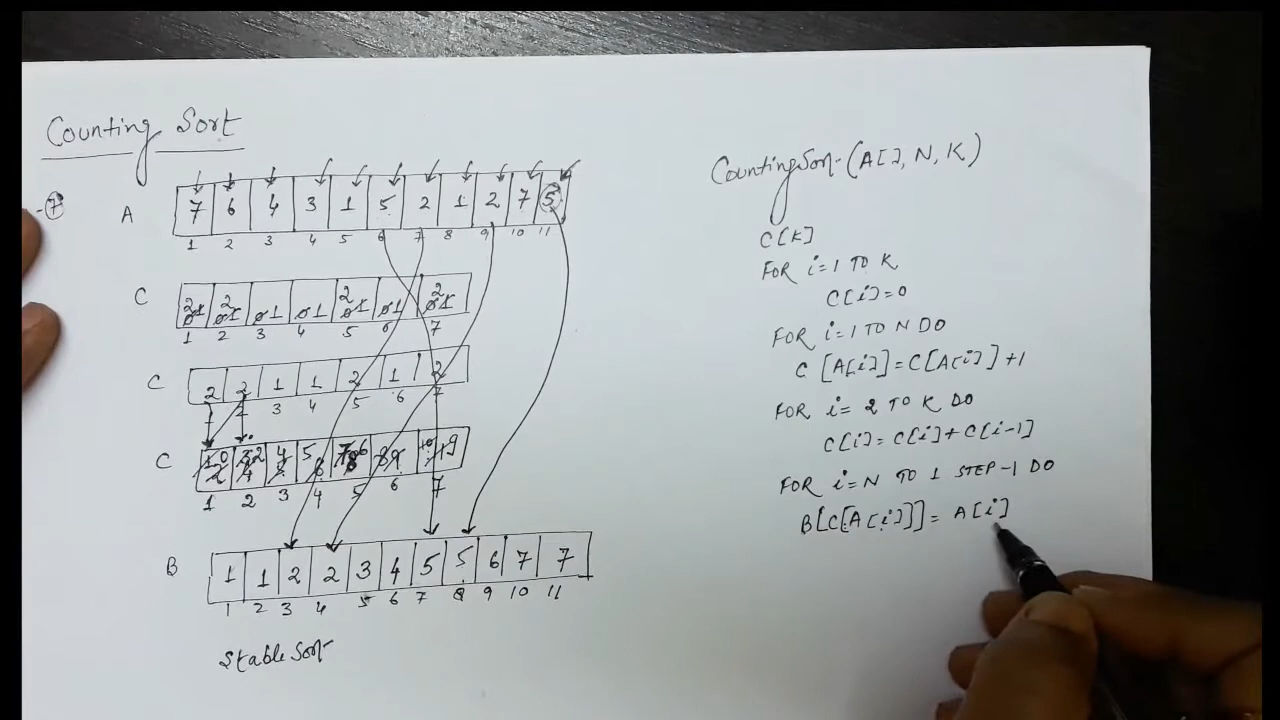 Counting Sort
-7
A 7 6 4 3 1 5 2 1 2 7 5
1 2 3 4 5 6 7 8 9 10 11
C
1 2 3 4 5 6 7
C 2 2 1 1 2 1 2
1 2 3 4 5 6 7
C
1 2 3 4 5 6 7
B 1 1 2 2 3 4 5 5 6 7 7
1 2 3 4 5 6 7 8 9 10 11
Stable Sort
CountingSort (A[], N, K)
C[K]
FOR i=1 TO K
C[i]=0
FOR i=1 TO N DO
C [A[i]]=C[A[i]] +1
FOR i= 2 TO K DO
C[i]=C[i]+C[i-1]
FOR i=N TO 1 STEP-1 DO
B[C[A[i]]]= A[i]